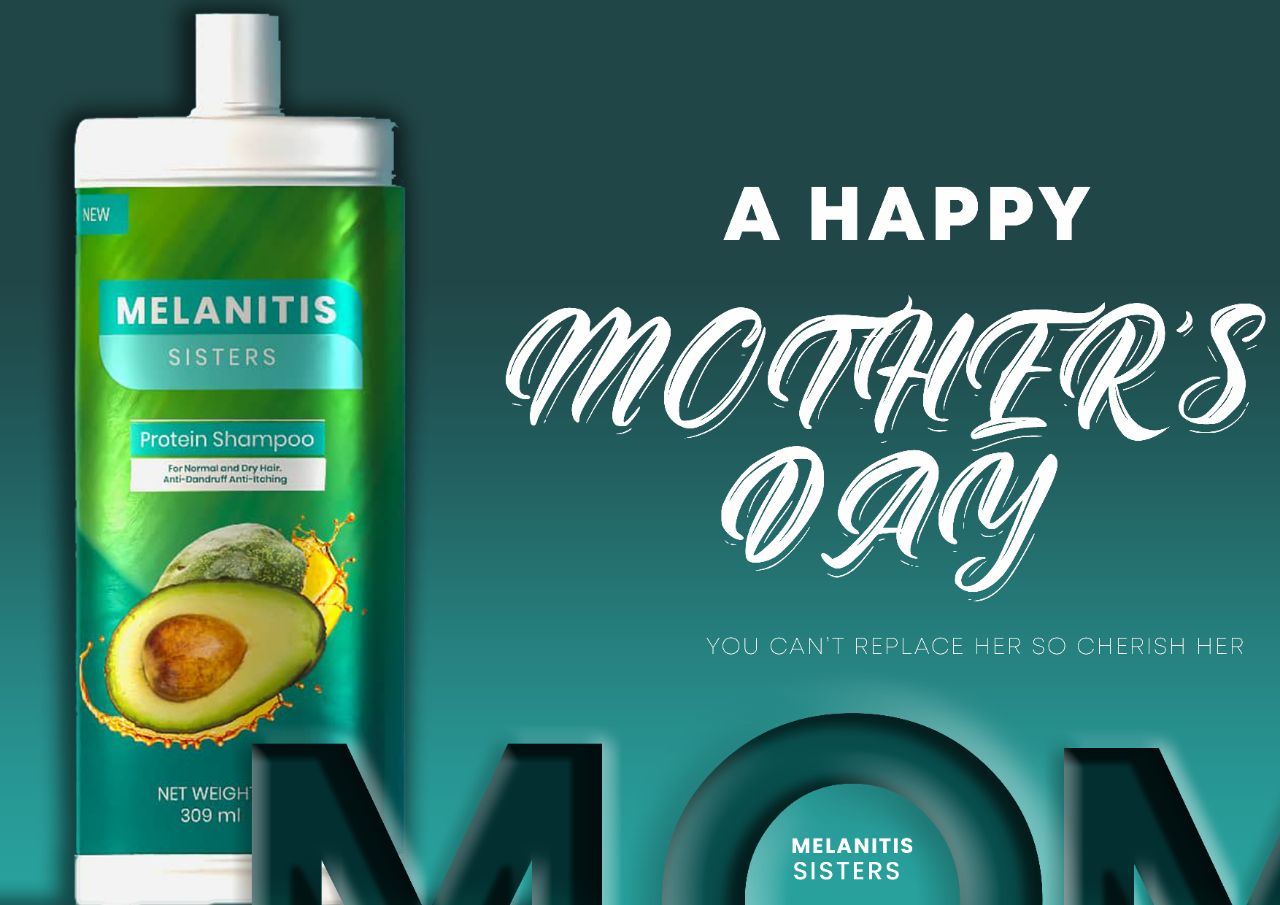 NEW
MELANITIS
SISTERS
Protein Shampoo
For Normal and Dry Hair.
Anti-Dandruff Anti-Itching
NET WEIGHT
309 ml
A HAPPY
MOTHER'S
DAY
YOU CAN'T REPLACE HER SO CHERISH HER
MOM
MELANITIS
SISTERS